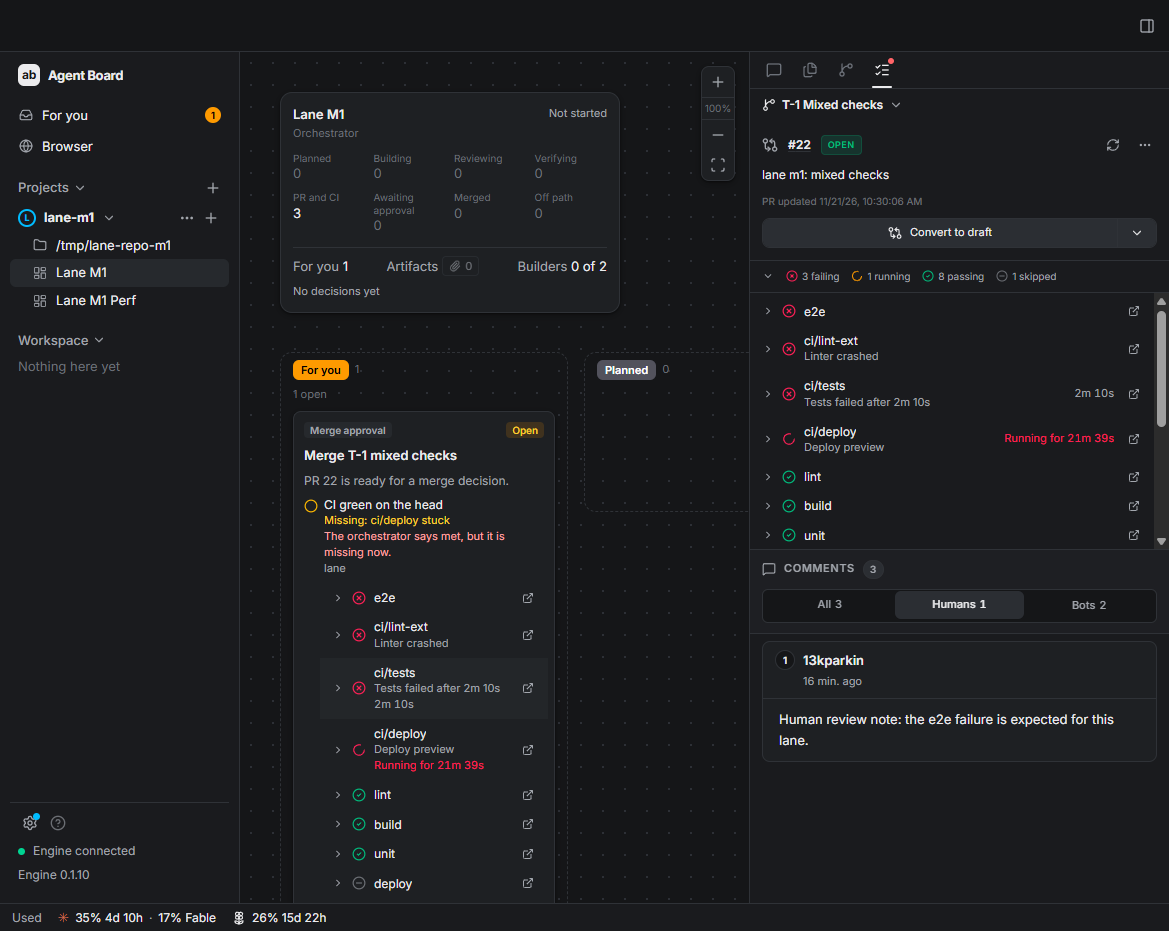 ab Agent Board
For you 1
Browser
Projects
L lane-m1
/tmp/lane-repo-m1
Lane M1
Lane M1 Perf
Workspace
Nothing here yet
Engine connected
Engine 0.1.10
Lane M1 Not started
Orchestrator
Planned Building Reviewing Verifying
0 0 0 0
PR and CI Awaiting approval Merged Off path
3 0 0 0
For you 1 Artifacts 0 Builders 0 of 2
No decisions yet
100%
For you 1
1 open
Merge approval Open
Merge T-1 mixed checks
PR 22 is ready for a merge decision.
CI green on the head
Missing: ci/deploy stuck
The orchestrator says met, but it is
missing now.
lane
e2e
ci/lint-ext
Linter crashed
ci/tests
Tests failed after 2m 10s
2m 10s
ci/deploy
Deploy preview
Running for 21m 39s
lint
build
unit
deploy
Planned 0
T-1 Mixed checks
#22 OPEN
lane m1: mixed checks
PR updated 11/21/26, 10:30:06 AM
Convert to draft
3 failing 1 running 8 passing 1 skipped
e2e
ci/lint-ext
Linter crashed
ci/tests
Tests failed after 2m 10s 2m 10s
ci/deploy
Deploy preview Running for 21m 39s
lint
build
unit
COMMENTS 3
All 3 Humans 1 Bots 2
1 13kparkin
16 min. ago
Human review note: the e2e failure is expected for this
lane.
Used 35% 4d 10h · 17% Fable 26% 15d 22h